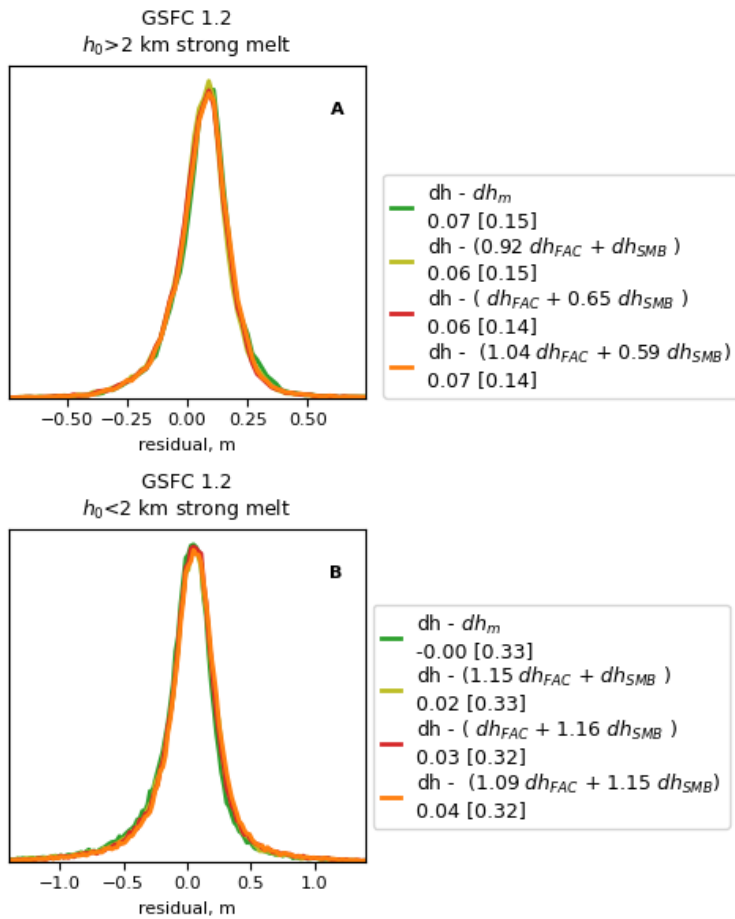 GSFC 1.2
h₀>2 km strong melt
A
−0.50 −0.25 0.00 0.25 0.50
residual, m
dh - dhₘ
0.07 [0.15]
dh - (0.92 dh_FAC + dh_SMB )
0.06 [0.15]
dh - ( dh_FAC + 0.65 dh_SMB )
0.06 [0.14]
dh - (1.04 dh_FAC + 0.59 dh_SMB)
0.07 [0.14]
GSFC 1.2
h₀<2 km strong melt
B
−1.0 −0.5 0.0 0.5 1.0
residual, m
dh - dhₘ
-0.00 [0.33]
dh - (1.15 dh_FAC + dh_SMB )
0.02 [0.33]
dh - ( dh_FAC + 1.16 dh_SMB )
0.03 [0.32]
dh - (1.09 dh_FAC + 1.15 dh_SMB)
0.04 [0.32]